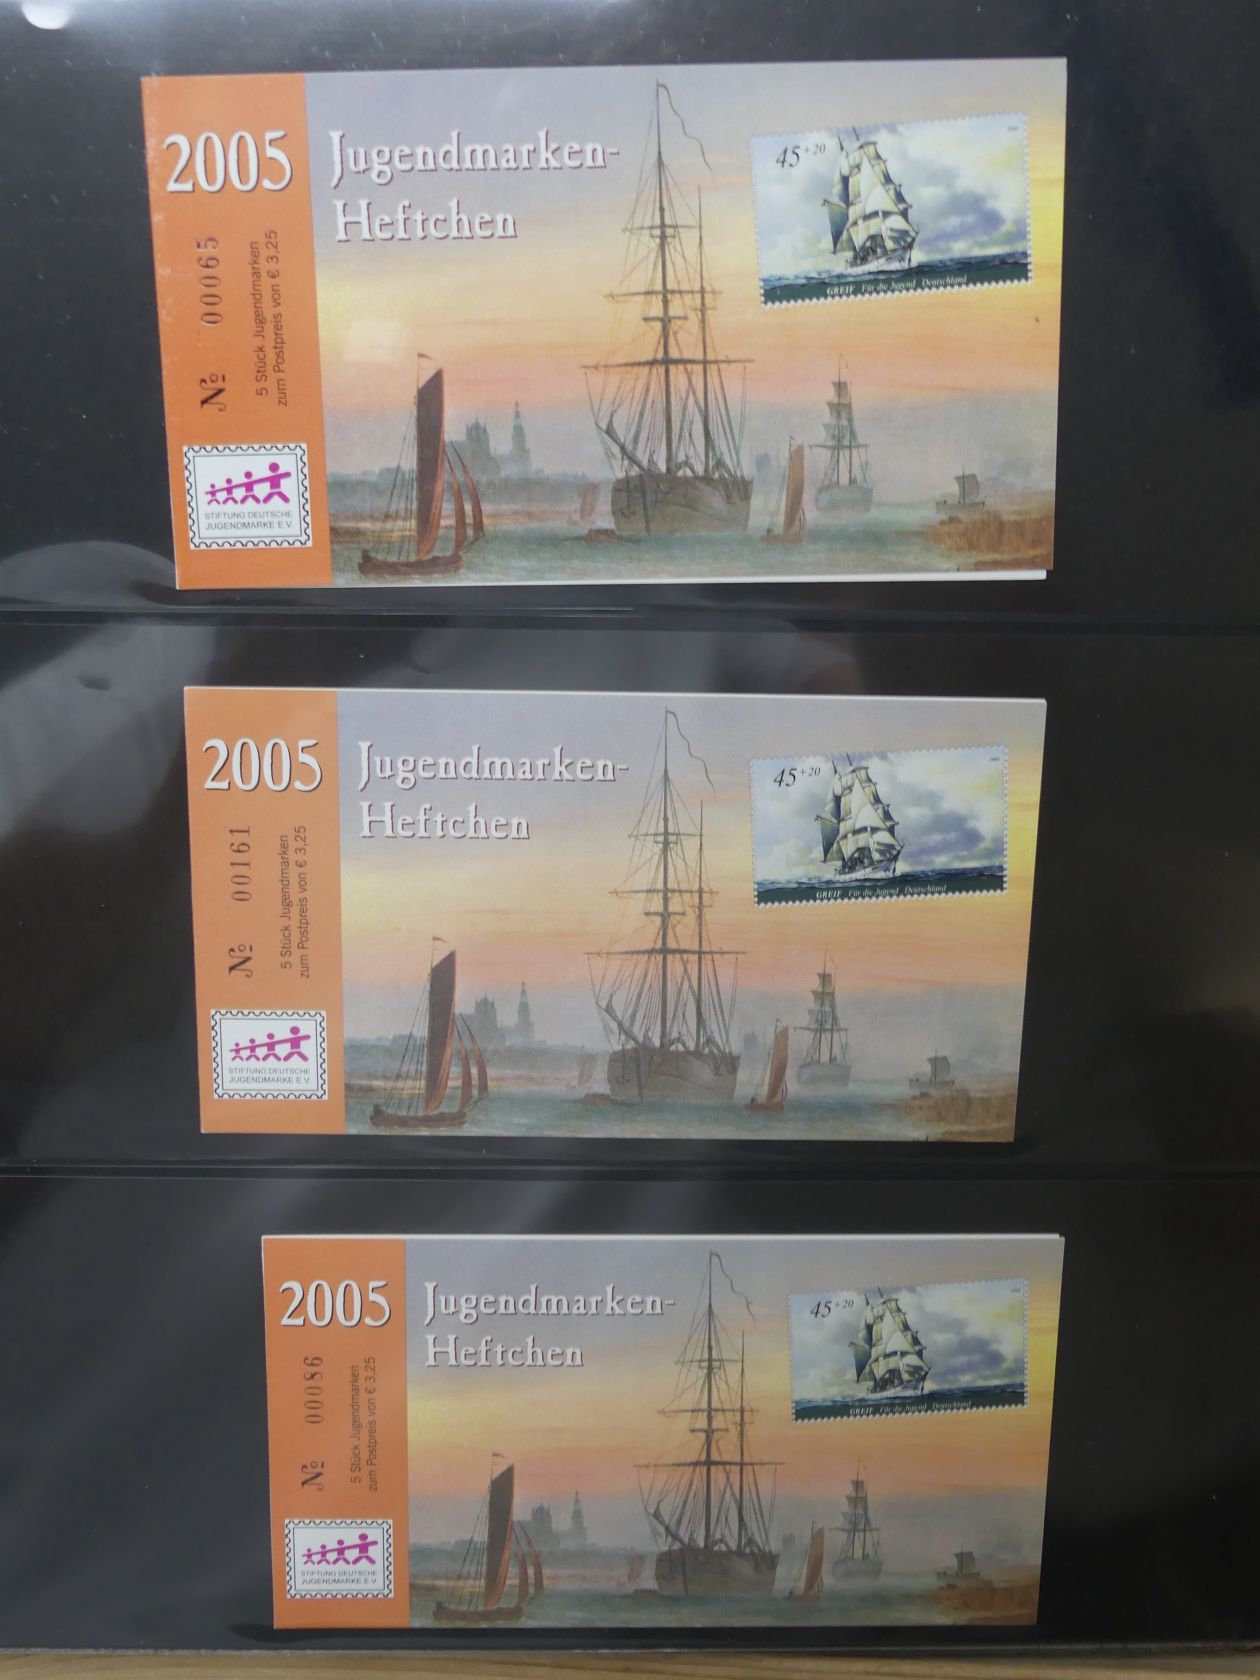 2005
Jugendmarken-
Heftchen
№ 00065
5 Stück Jugendmarken
zum Postpreis von € 3,25
STIFTUNG DEUTSCHE
JUGENDMARKE E.V.
45+20
GREIF Für die Jugend Deutschland
2005
Jugendmarken-
Heftchen
№ 00161
5 Stück Jugendmarken
zum Postpreis von € 3,25
STIFTUNG DEUTSCHE
JUGENDMARKE E.V.
45+20
GREIF Für die Jugend Deutschland
2005
Jugendmarken-
Heftchen
№ 00086
5 Stück Jugendmarken
zum Postpreis von € 3,25
STIFTUNG DEUTSCHE
JUGENDMARKE E.V.
45+20
GREIF Für die Jugend Deutschland